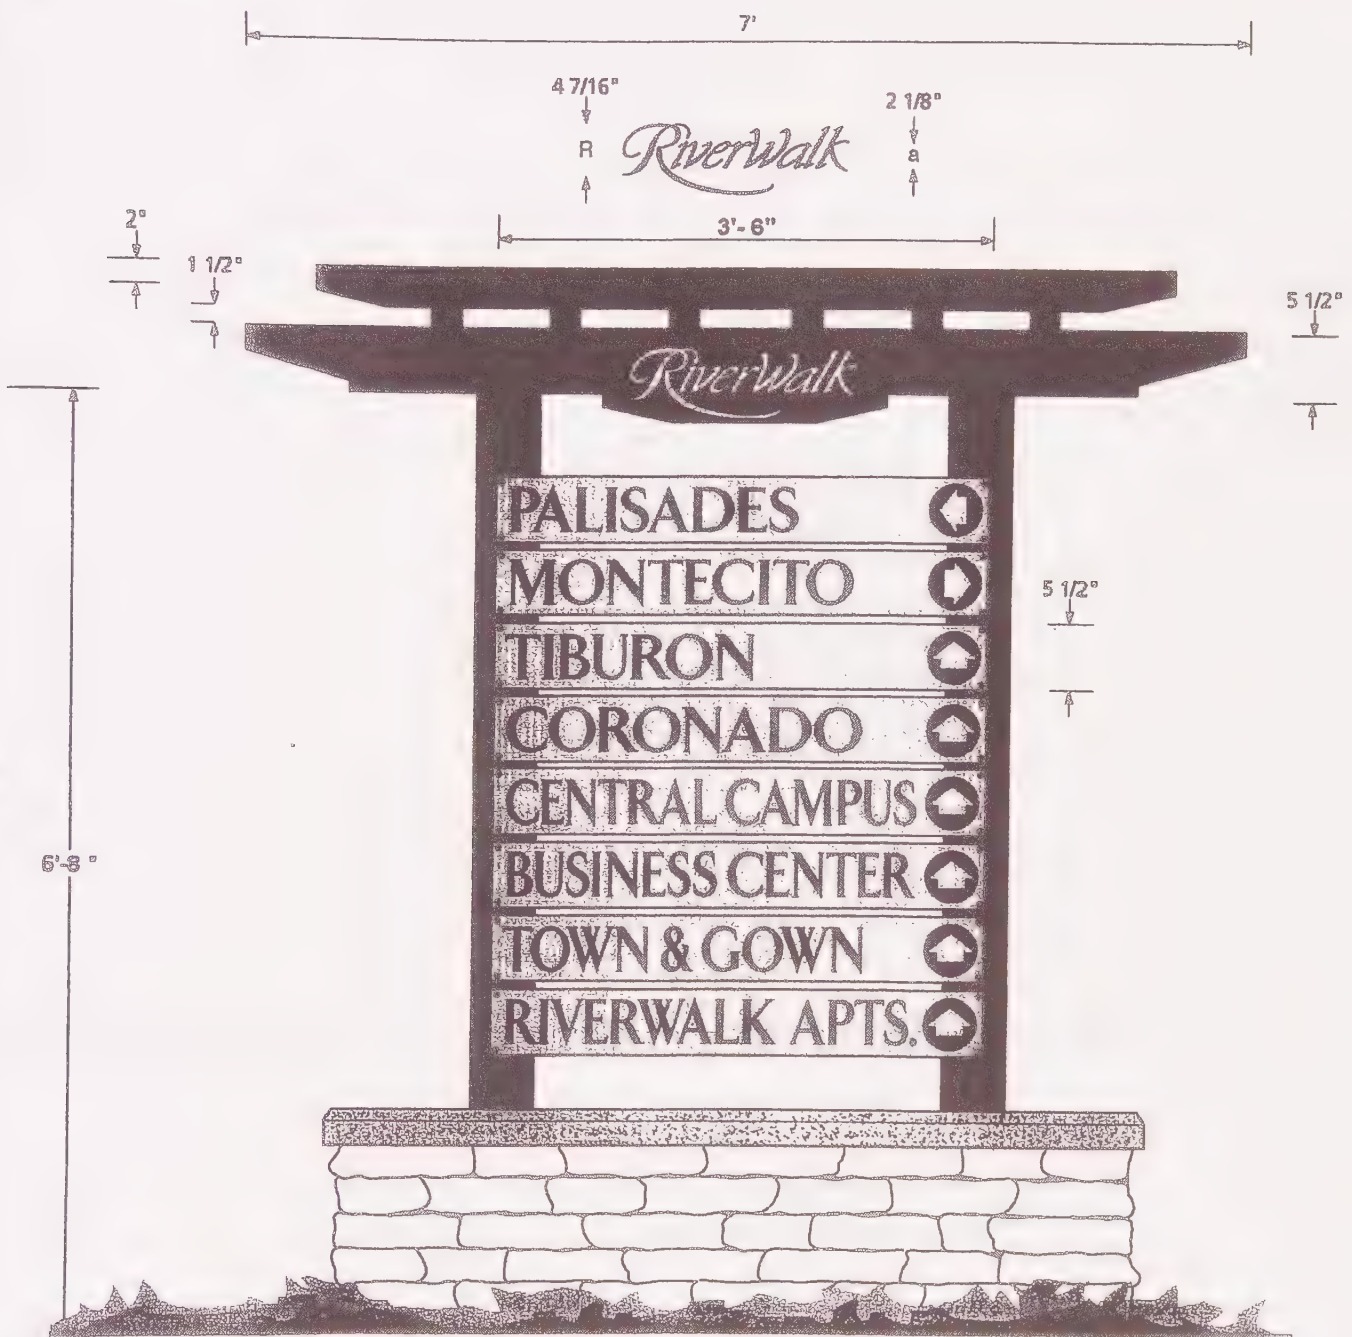 7'
4 7/16"
2 1/8"
R
RiverWalk
a
3'- 6"
2"
1 1/2"
5 1/2"
RiverWalk
PALISADES
MONTECITO
5 1/2"
TIBURON
CORONADO
CENTRAL CAMPUS
6'-8 "
BUSINESS CENTER
TOWN & GOWN
RIVERWALK APTS.